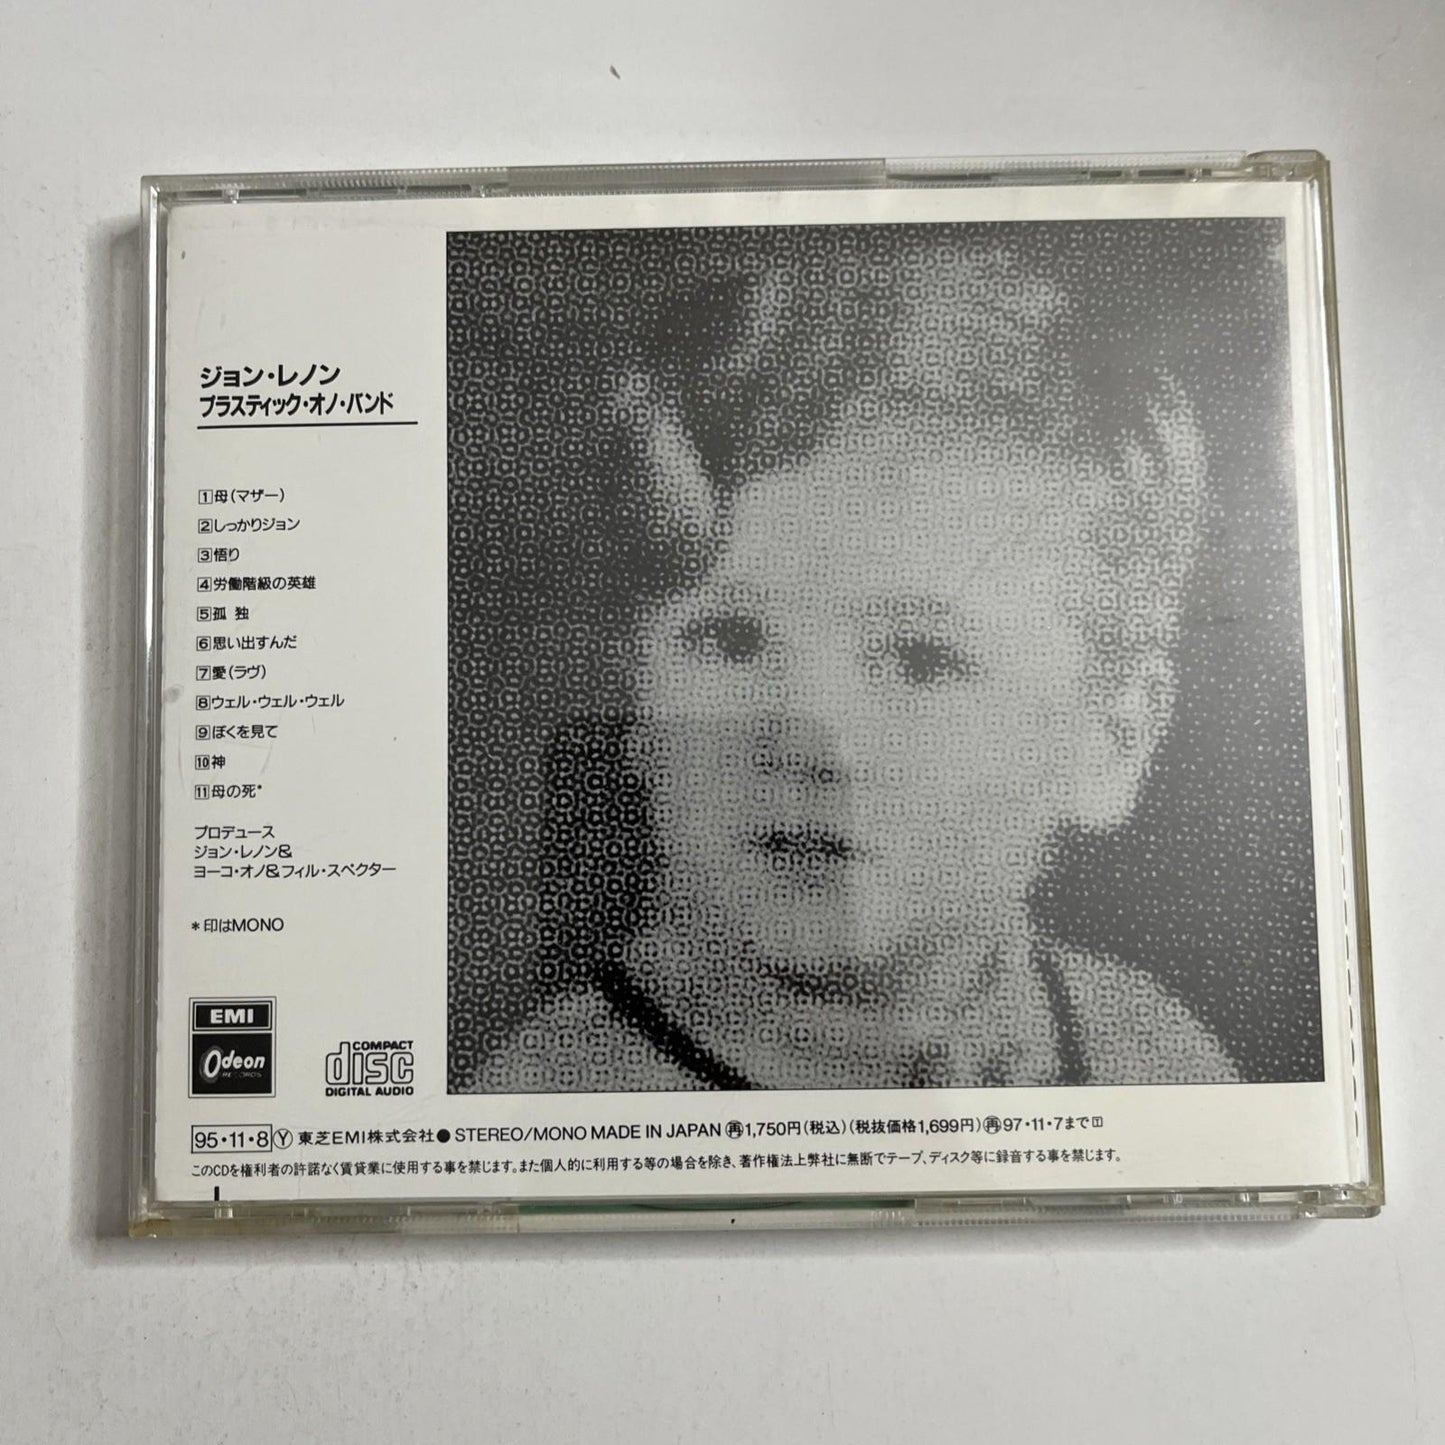 ジョン・レノン
プラスティック・オノ・バンド
1 母(マザー)
2 しっかりジョン
3 悟り
4 労働階級の英雄
5 孤 独
6 思い出すんだ
7 愛(ラヴ)
8 ウェル・ウェル・ウェル
9 ぼくを見て
10 神
11 母の死*
プロデュース
ジョン・レノン&
ヨーコ・オノ&フィル・スペクター
*印はMONO
EMI
Odeon
RECORDS
COMPACT
disc
DIGITAL AUDIO
95・11・8 Ⓨ 東芝EMI株式会社● STEREO/MONO MADE IN JAPAN ㊢1,750円(税込)(税抜価格1,699円)㊢97・11・7まで
このCDを権利者の許諾なく賃貸業に使用する事を禁じます。また個人的に利用する等の場合を除き、著作権法上弊社に無断でテープ、ディスク等に録音する事を禁じます。